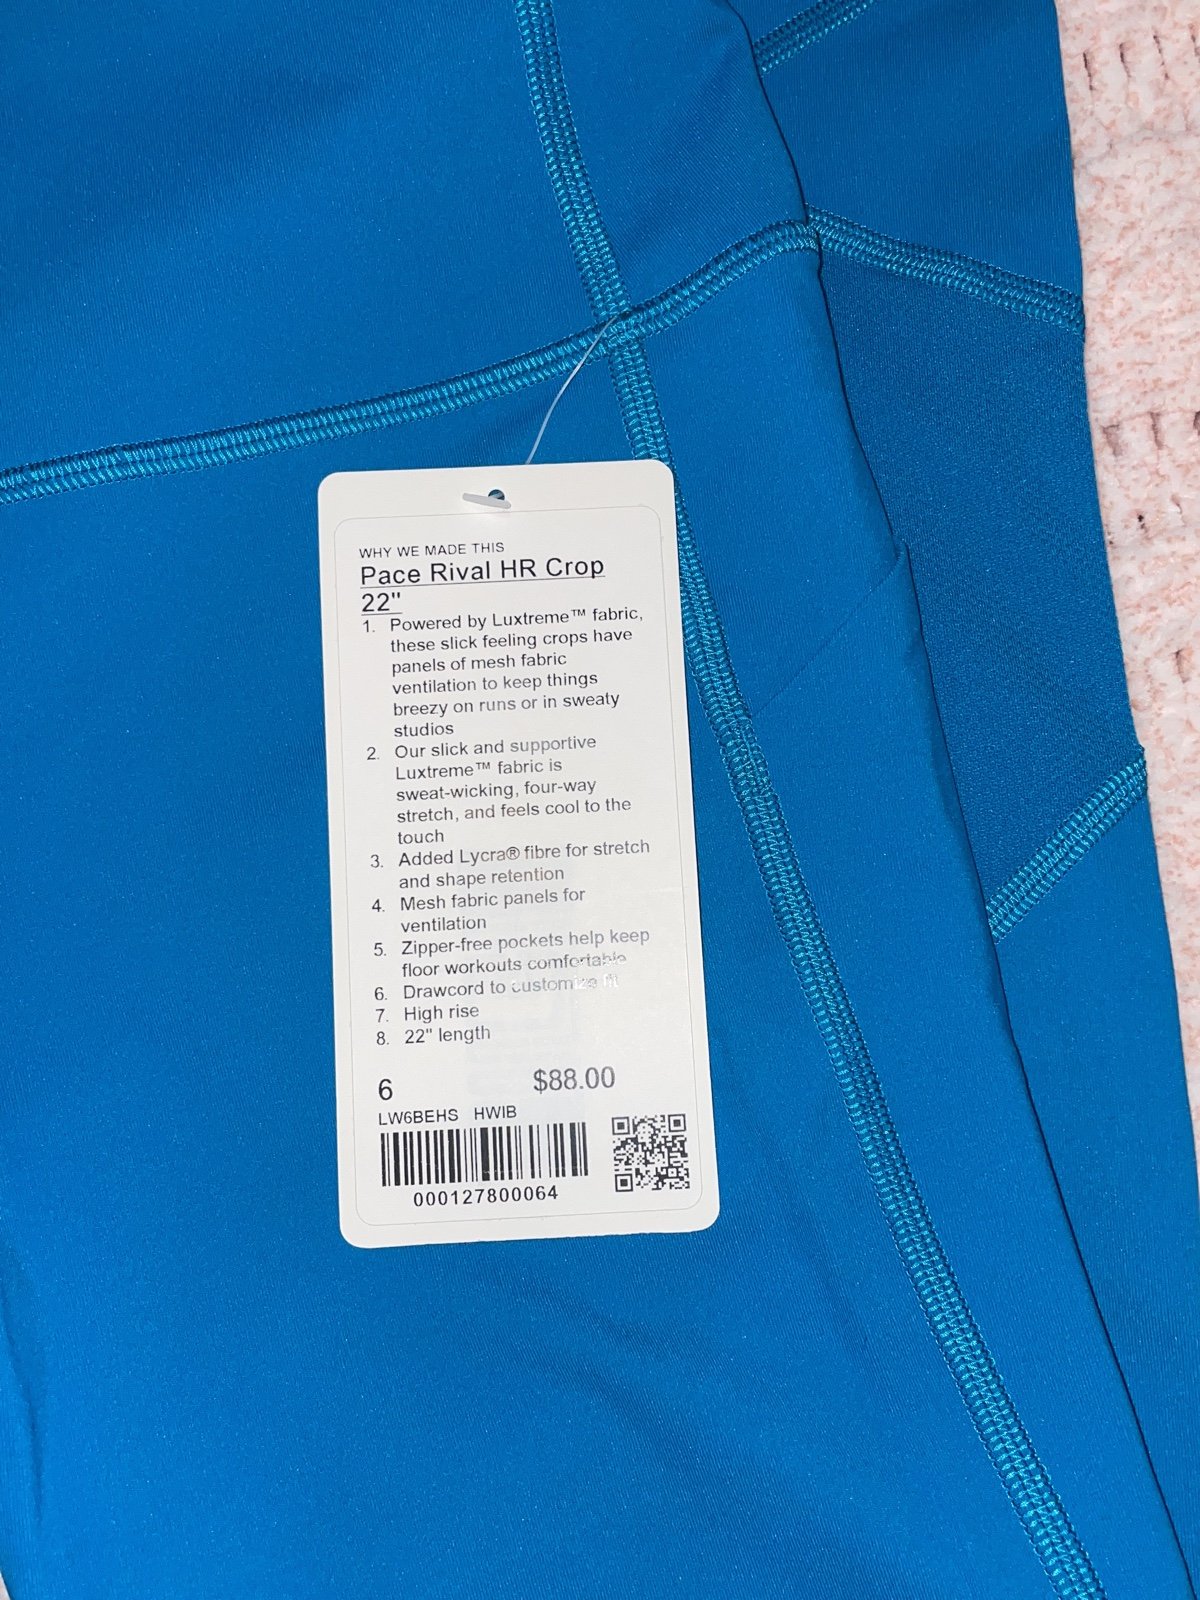 WHY WE MADE THIS
Pace Rival HR Crop
22"
1. Powered by Luxtreme™ fabric,
these slick feeling crops have
panels of mesh fabric
ventilation to keep things
breezy on runs or in sweaty
studios
2. Our slick and supportive
Luxtreme™ fabric is
sweat-wicking, four-way
stretch, and feels cool to the
touch
3. Added Lycra® fibre for stretch
and shape retention
4. Mesh fabric panels for
ventilation
5. Zipper-free pockets help keep
floor workouts comfortable
6. Drawcord to customize fit
7. High rise
8. 22" length
6 $88.00
LW6BEHS HWIB
000127800064